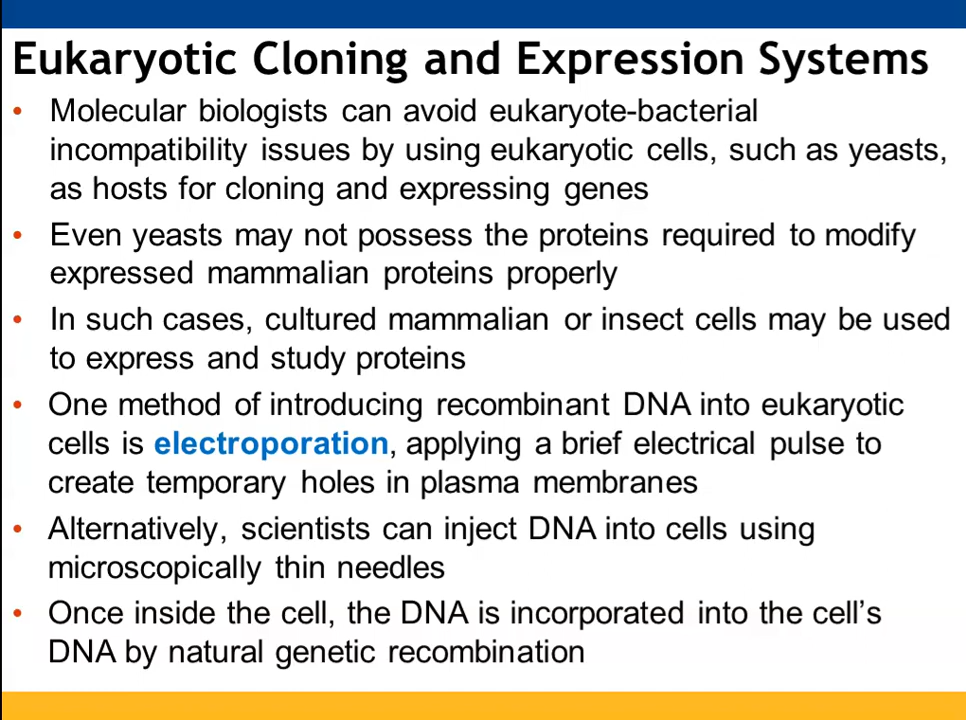 Eukaryotic Cloning and Expression Systems
• Molecular biologists can avoid eukaryote-bacterial
incompatibility issues by using eukaryotic cells, such as yeasts,
as hosts for cloning and expressing genes
• Even yeasts may not possess the proteins required to modify
expressed mammalian proteins properly
• In such cases, cultured mammalian or insect cells may be used
to express and study proteins
• One method of introducing recombinant DNA into eukaryotic
cells is electroporation, applying a brief electrical pulse to
create temporary holes in plasma membranes
• Alternatively, scientists can inject DNA into cells using
microscopically thin needles
• Once inside the cell, the DNA is incorporated into the cell’s
DNA by natural genetic recombination